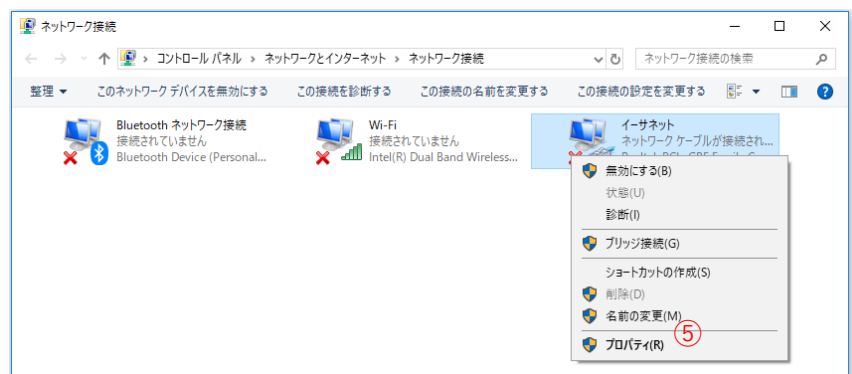 ネットワーク接続
コントロール パネル › ネットワークとインターネット › ネットワーク接続
ネットワーク接続の検索
整理 このネットワーク デバイスを無効にする この接続を診断する この接続の名前を変更する この接続の設定を変更する
Bluetooth ネットワーク接続
接続されていません
Bluetooth Device (Personal...
Wi-Fi
接続されていません
Intel(R) Dual Band Wireless...
イーサネット
ネットワーク ケーブルが接続され...
無効にする(B)
状態(U)
診断(I)
ブリッジ接続(G)
ショートカットの作成(S)
削除(D)
名前の変更(M)
⑤
プロパティ(R)